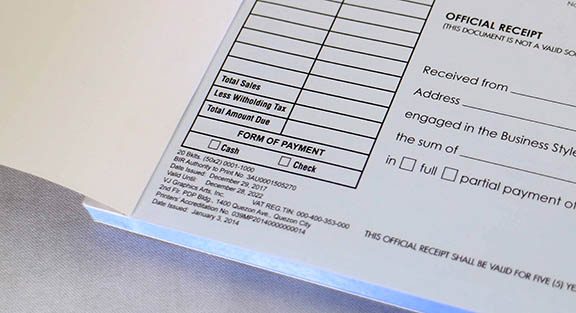 No
OFFICIAL RECEIPT
(THIS DOCUMENT IS NOT A VALID
Received from
Address
engaged in the Business Style
the sum of
in full partial payment of
Total Sales
Less Witholding Tax
Total Amount Due
FORM OF PAYMENT
Cash Check
20 Bklts. (50x2) 0001-1000
BIR Authority to Print No. 3AU0001505270
Date Issued: December 29, 2017
Valid Until: December 28, 2022
VJ Graphics Arts, Inc. VAT REG.TIN: 000-400-353-000
2nd Flr. PDP Bldg., 1400 Quezon Ave., Quezon City
Printers' Accreditation No. 039MP20140000000014
Date Issued: January 3, 2014
THIS OFFICIAL RECEIPT SHALL BE VALID FOR FIVE (5)